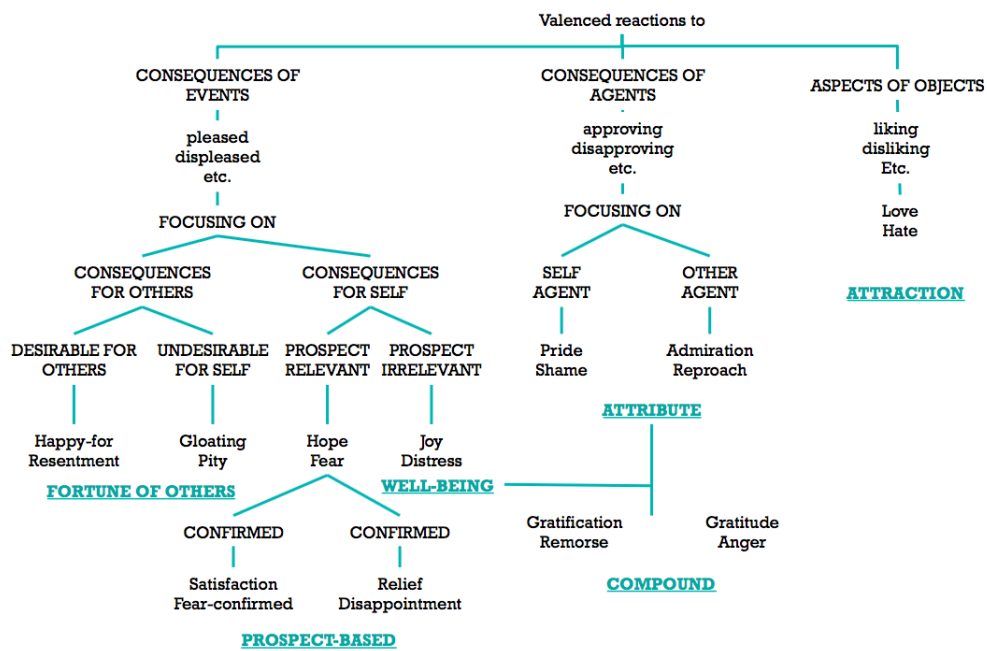 Valenced reactions to
CONSEQUENCES OF
EVENTS
CONSEQUENCES OF
AGENTS
ASPECTS OF OBJECTS
pleased
displeased
etc.
approving
disapproving
etc.
liking
disliking
Etc.
FOCUSING ON
FOCUSING ON
Love
Hate
CONSEQUENCES
FOR OTHERS
CONSEQUENCES
FOR SELF
SELF
AGENT
OTHER
AGENT
ATTRACTION
DESIRABLE FOR
OTHERS
UNDESIRABLE
FOR SELF
PROSPECT
RELEVANT
PROSPECT
IRRELEVANT
Pride
Shame
Admiration
Reproach
ATTRIBUTE
Happy-for
Resentment
Gloating
Pity
Hope
Fear
Joy
Distress
FORTUNE OF OTHERS
WELL-BEING
CONFIRMED
CONFIRMED
Gratification
Remorse
Gratitude
Anger
Satisfaction
Fear-confirmed
Relief
Disappointment
COMPOUND
PROSPECT-BASED